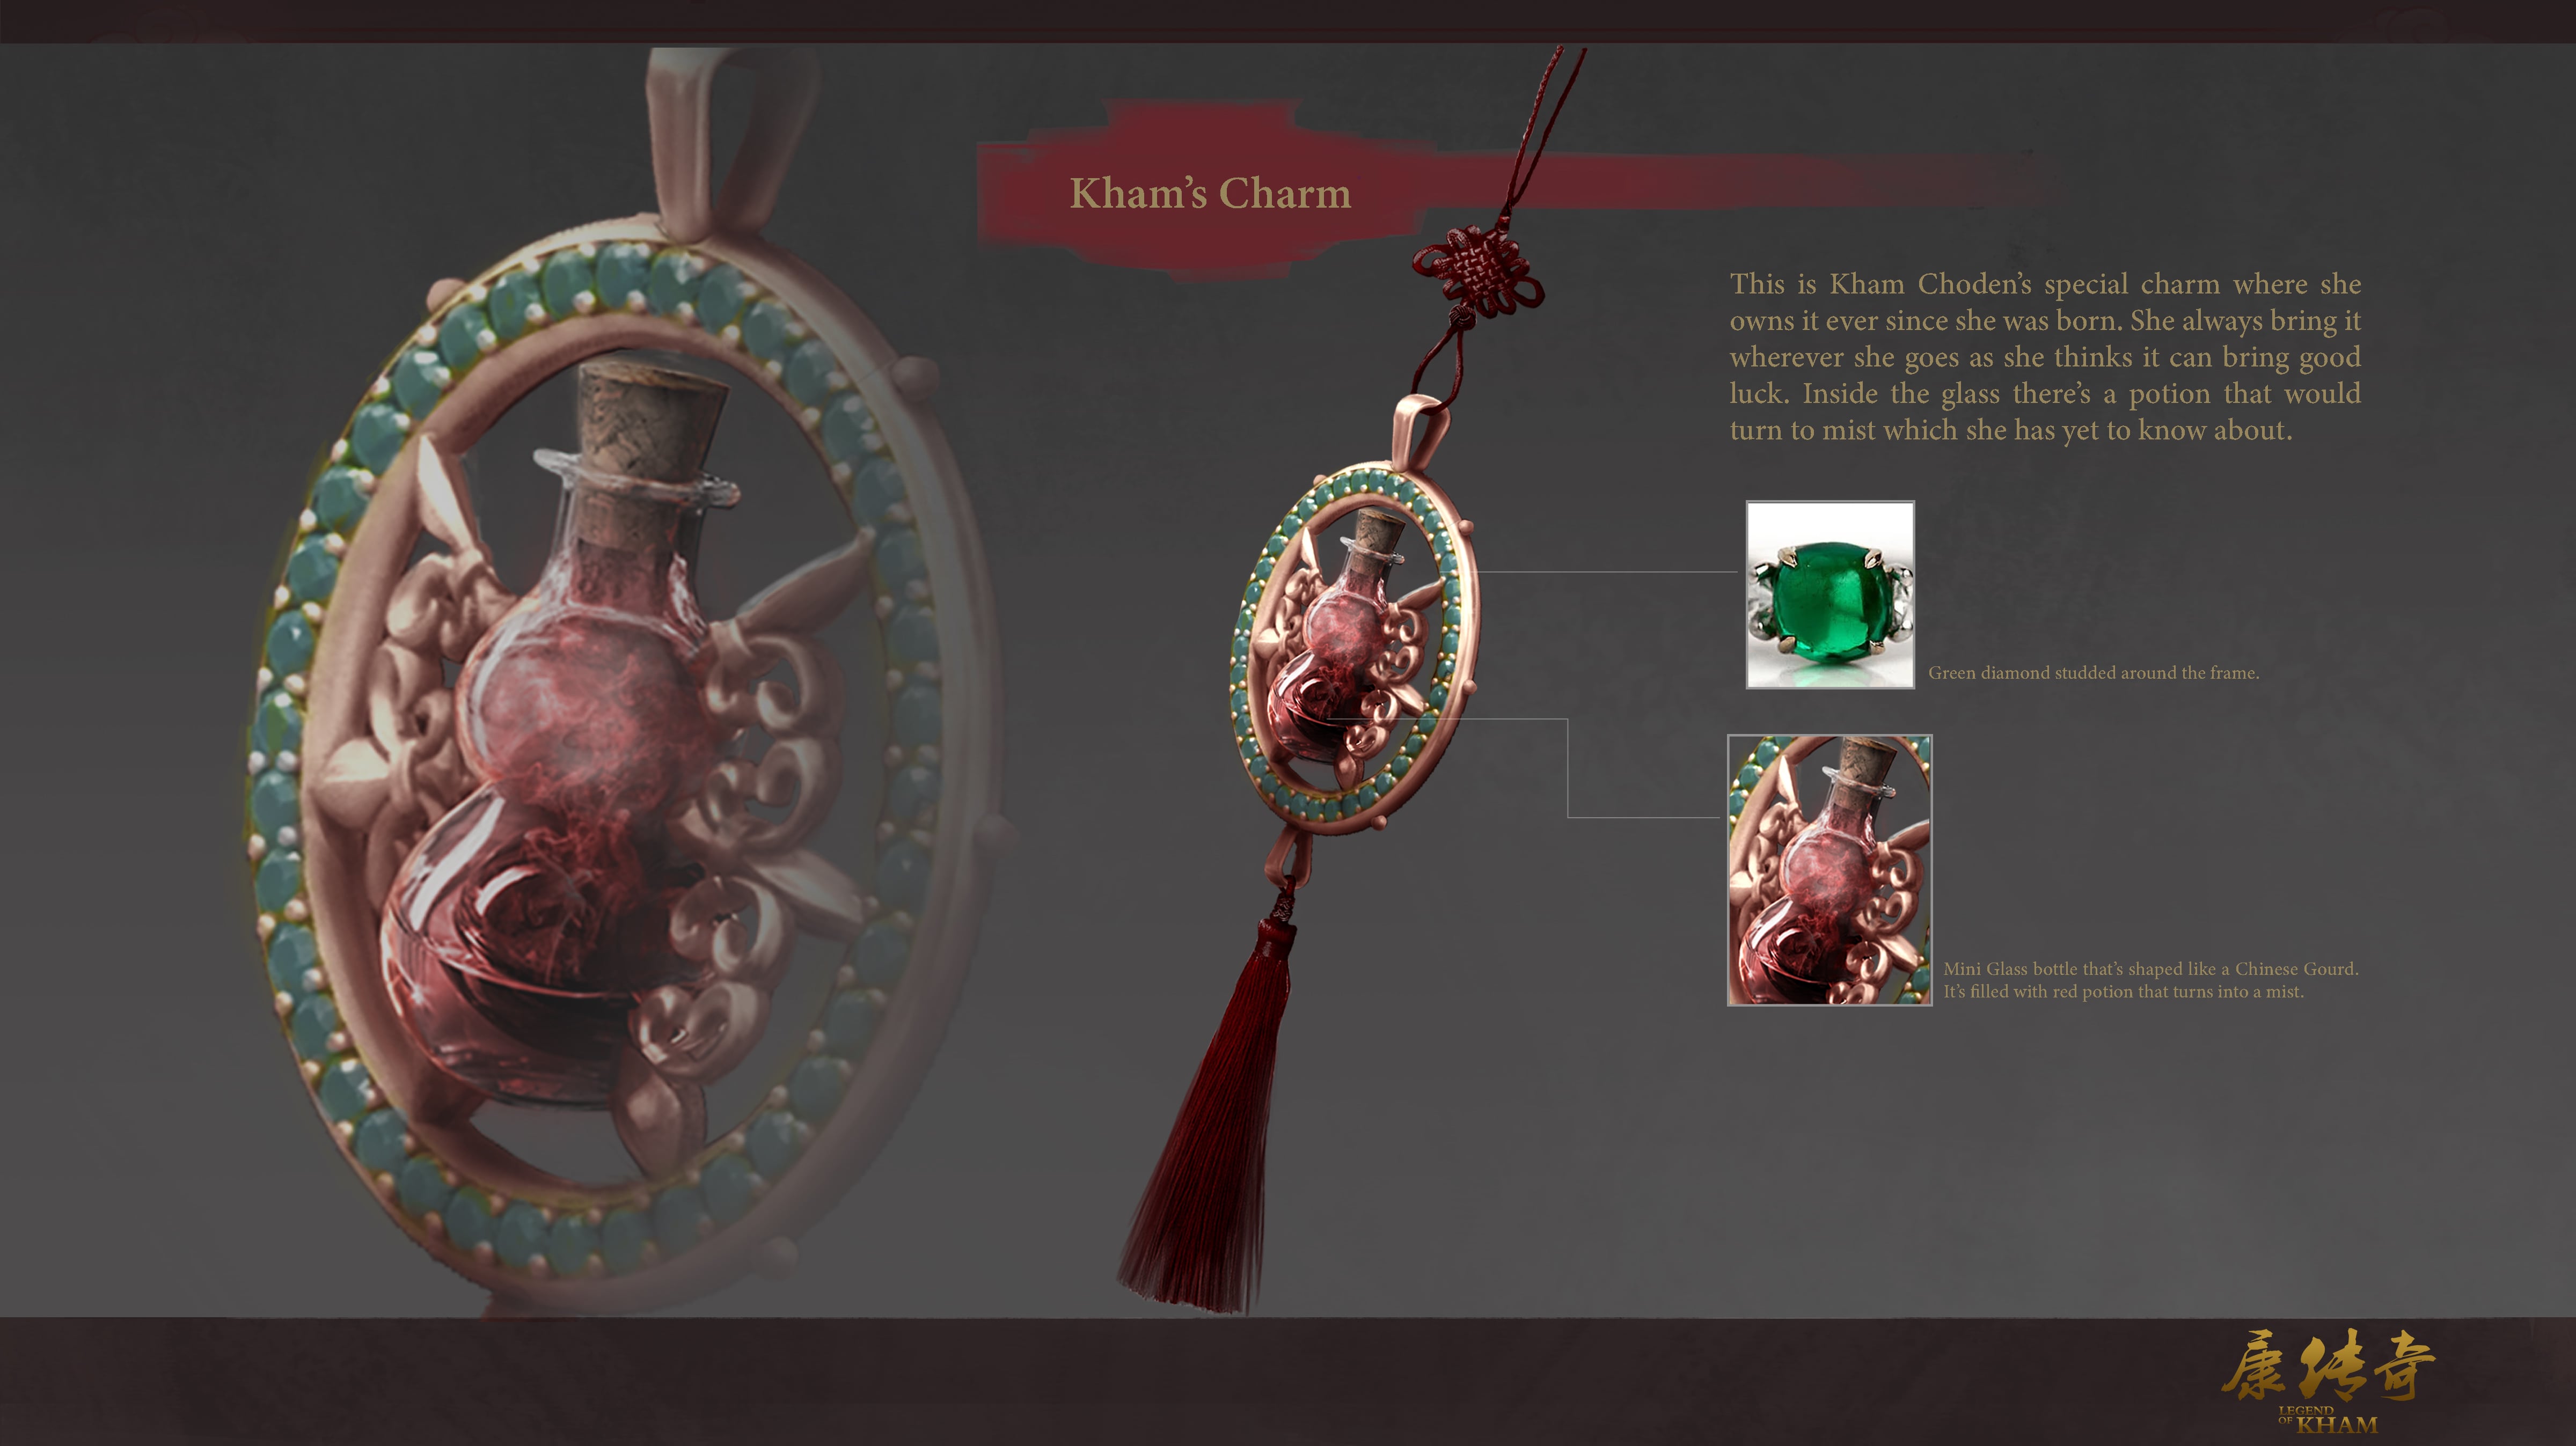 Kham’s Charm
This is Kham Choden’s special charm where she
owns it ever since she was born. She always bring it
wherever she goes as she thinks it can bring good
luck. Inside the glass there’s a potion that would
turn to mist which she has yet to know about.
Green diamond studded around the frame.
Mini Glass bottle that’s shaped like a Chinese Gourd.
It’s filled with red potion that turns into a mist.
康传奇
LEGEND
OF KHAM